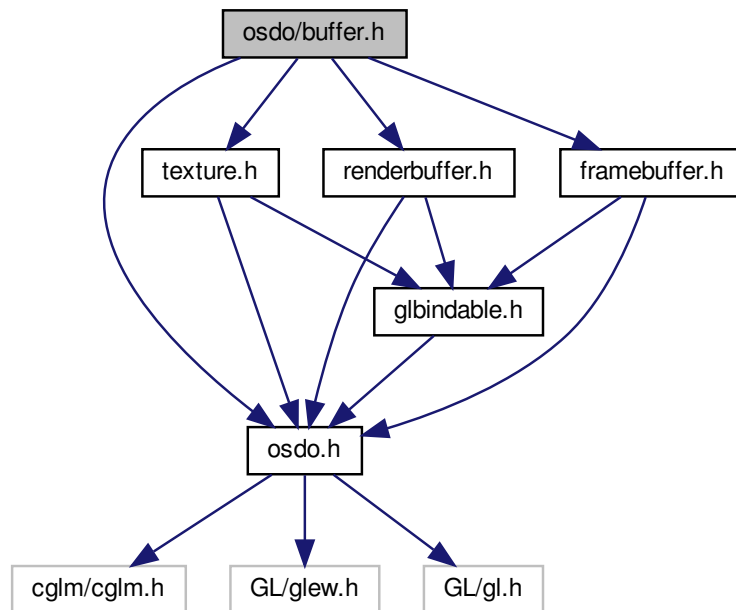 osdo/buffer.h
texture.h
renderbuffer.h
framebuffer.h
glbindable.h
osdo.h
cglm/cglm.h
GL/glew.h
GL/gl.h